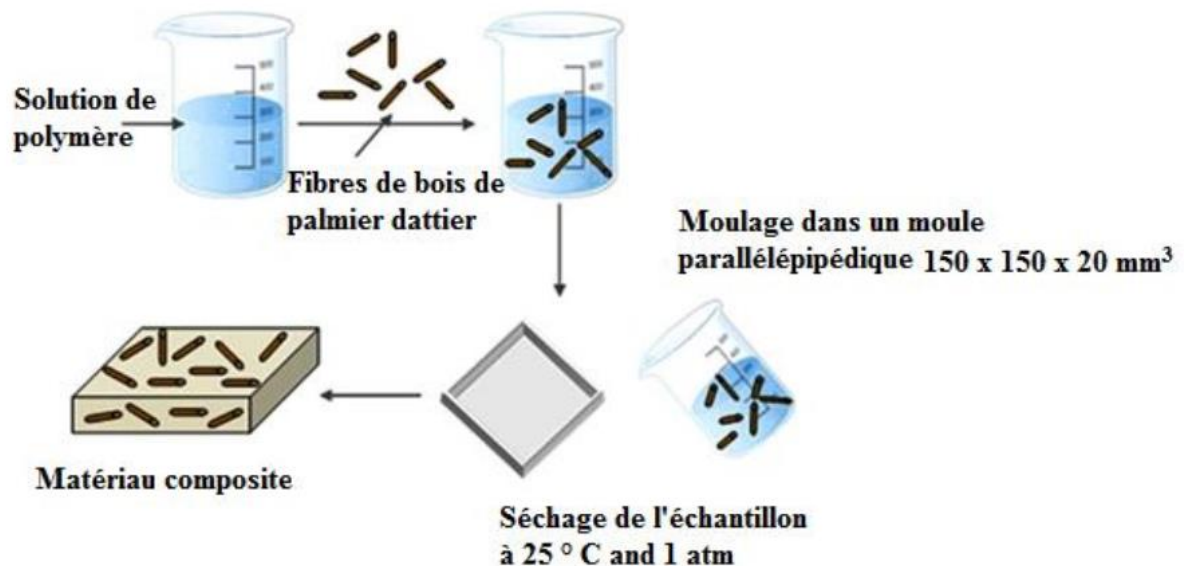 Solution de
polymère
Fibres de bois de
palmier dattier
Moulage dans un moule
parallélépipédique 150 x 150 x 20 mm³
Matériau composite
Séchage de l'échantillon
à 25 ° C and 1 atm